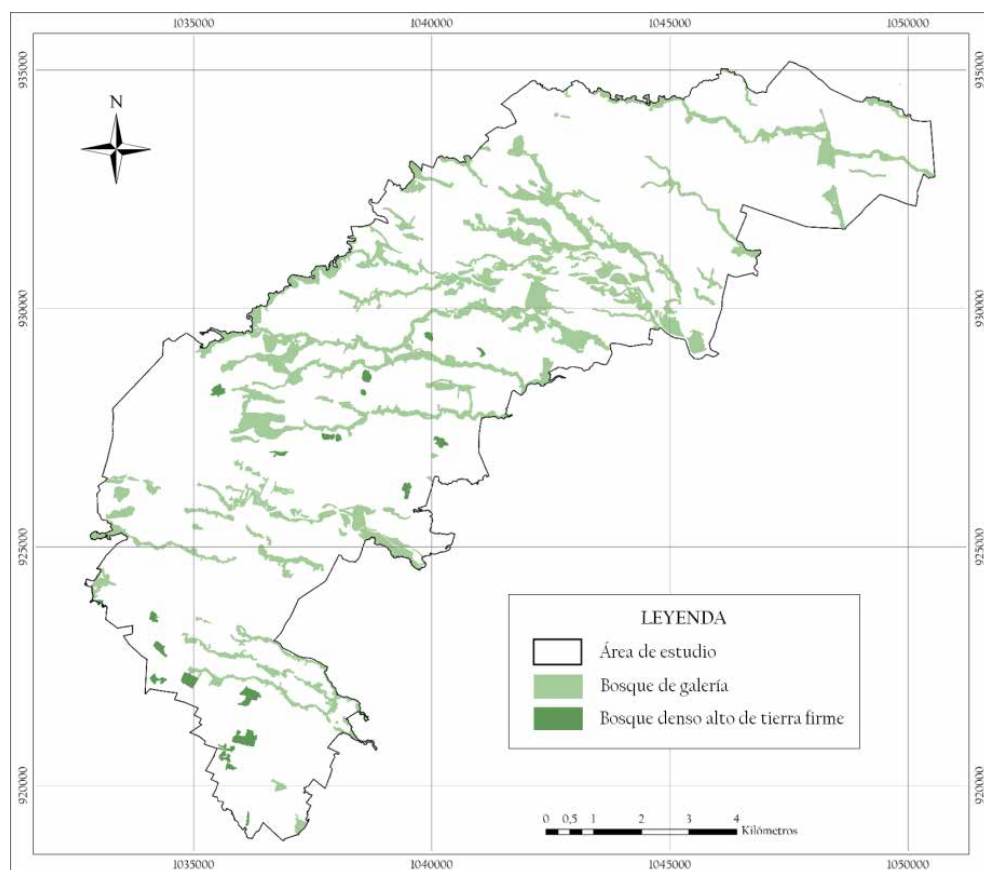 1035000 1040000 1045000 1050000
935000 935000
N
930000 930000
925000 925000
LEYENDA
Área de estudio
Bosque de galería
Bosque denso alto de tierra firme
920000 920000
0 0,5 1 2 3 4 Kilómetros
1035000 1040000 1045000 1050000